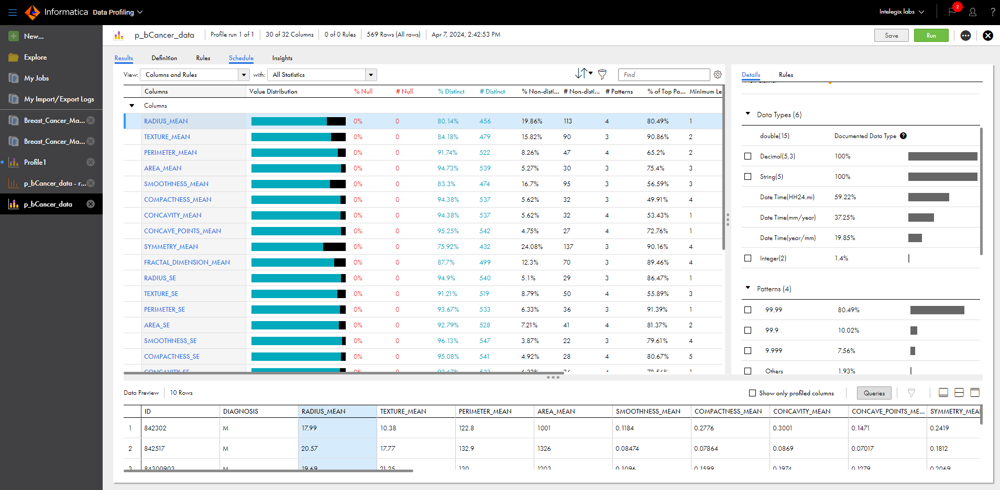 Informatica Data Profiling
Intelegix labs
2
?
New...
Explore
My Jobs
My Import/Export Logs
Breast_Cancer_Ma...
Breast_Cancer_Ma...
Profile1
p_bCancer_data - r...
p_bCancer_data
p_bCancer_data Profile run 1 of 1 30 of 32 Columns 0 of 0 Rules 569 Rows (All rows) Apr 7, 2024, 2:42:53 PM Save Run
Results Definition Rules Schedule Insights
View: Columns and Rules with: All Statistics Find
Columns Value Distribution % Null # Null % Distinct # Distinct % Non-disti... # Non-disti... # Patterns % of Top Pa... Minimum Le
Columns
RADIUS_MEAN 0% 0 80.14% 456 19.86% 113 4 80.49% 1
TEXTURE_MEAN 0% 0 84.18% 479 15.82% 90 3 90.86% 2
PERIMETER_MEAN 0% 0 91.74% 522 8.26% 47 4 65.2% 2
AREA_MEAN 0% 0 94.73% 539 5.27% 30 3 75.4% 3
SMOOTHNESS_MEAN 0% 0 83.3% 474 16.7% 95 3 56.59% 3
COMPACTNESS_MEAN 0% 0 94.38% 537 5.62% 32 3 49.91% 4
CONCAVITY_MEAN 0% 0 94.38% 537 5.62% 32 4 53.43% 1
CONCAVE_POINTS_MEAN 0% 0 95.25% 542 4.75% 27 4 72.76% 1
SYMMETRY_MEAN 0% 0 75.92% 432 24.08% 137 3 90.16% 4
FRACTAL_DIMENSION_MEAN 0% 0 87.7% 499 12.3% 70 3 89.46% 4
RADIUS_SE 0% 0 94.9% 540 5.1% 29 3 86.47% 1
TEXTURE_SE 0% 0 91.21% 519 8.79% 50 4 55.89% 3
PERIMETER_SE 0% 0 93.67% 533 6.33% 36 3 91.39% 1
AREA_SE 0% 0 92.79% 528 7.21% 41 4 81.37% 2
SMOOTHNESS_SE 0% 0 96.13% 547 3.87% 22 3 79.61% 4
COMPACTNESS_SE 0% 0 95.08% 541 4.92% 28 4 80.67% 5
CONCAVITY_SE 0% 0
Details Rules
Data Types (6)
double(15) Documented Data Type ?
Decimal(5,3) 100%
String(5) 100%
Date Time(HH24.mi) 59.22%
Date Time(mm/year) 37.25%
Date Time(year/mm) 19.85%
Integer(2) 1.4%
Patterns (4)
99.99 80.49%
99.9 10.02%
9.999 7.56%
Others 1.93%
Data Preview 10 Rows Show only profiled columns Queries
ID DIAGNOSIS RADIUS_MEAN TEXTURE_MEAN PERIMETER_MEAN AREA_MEAN SMOOTHNESS_MEAN COMPACTNESS_MEAN CONCAVITY_MEAN CONCAVE_POINTS_ME... SYMMETRY_MEA
1 842302 M 17.99 10.38 122.8 1001 0.1184 0.2776 0.3001 0.1471 0.2419
2 842517 M 20.57 17.77 132.9 1326 0.08474 0.07864 0.0869 0.07017 0.1812
3 84300903 M 19.69 21.25 130 1203 0.1096 0.1599 0.1974 0.1279 0.2069